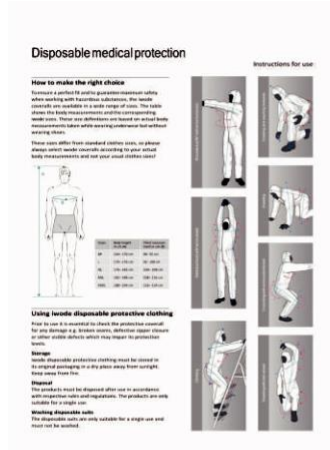 Disposable medical protection
Instructions for use
How to make the right choice
To ensure a perfect fit and to guarantee maximum safety
when working with hazardous substances, the iwode
coveralls are available in a wide range of sizes. The table
shows the body measurements and the corresponding
iwode sizes. These size definitions are based on actual body
measurements taken while wearing underwear but without
wearing shoes.
These sizes differ from standard clothes sizes, so please
always select iwode coveralls according to your actual
body measurements and not your usual clothes sizes!
Using iwode disposable protective clothing
Prior to use it is essential to check the protective coverall
for any damage e.g. broken seams, defective zipper closure
or other visible defects which may impair its protective
levels.
Storage
Iwode disposable protective clothing must be stored in
its original packaging in a dry place away from sunlight.
Keep away from fire.
Disposal
The products must be disposed after use in accordance
with respective rules and regulations. The products are only
suitable for a single use.
Washing disposable suits
The disposable suits are only suitable for a single use and
must not be washed.